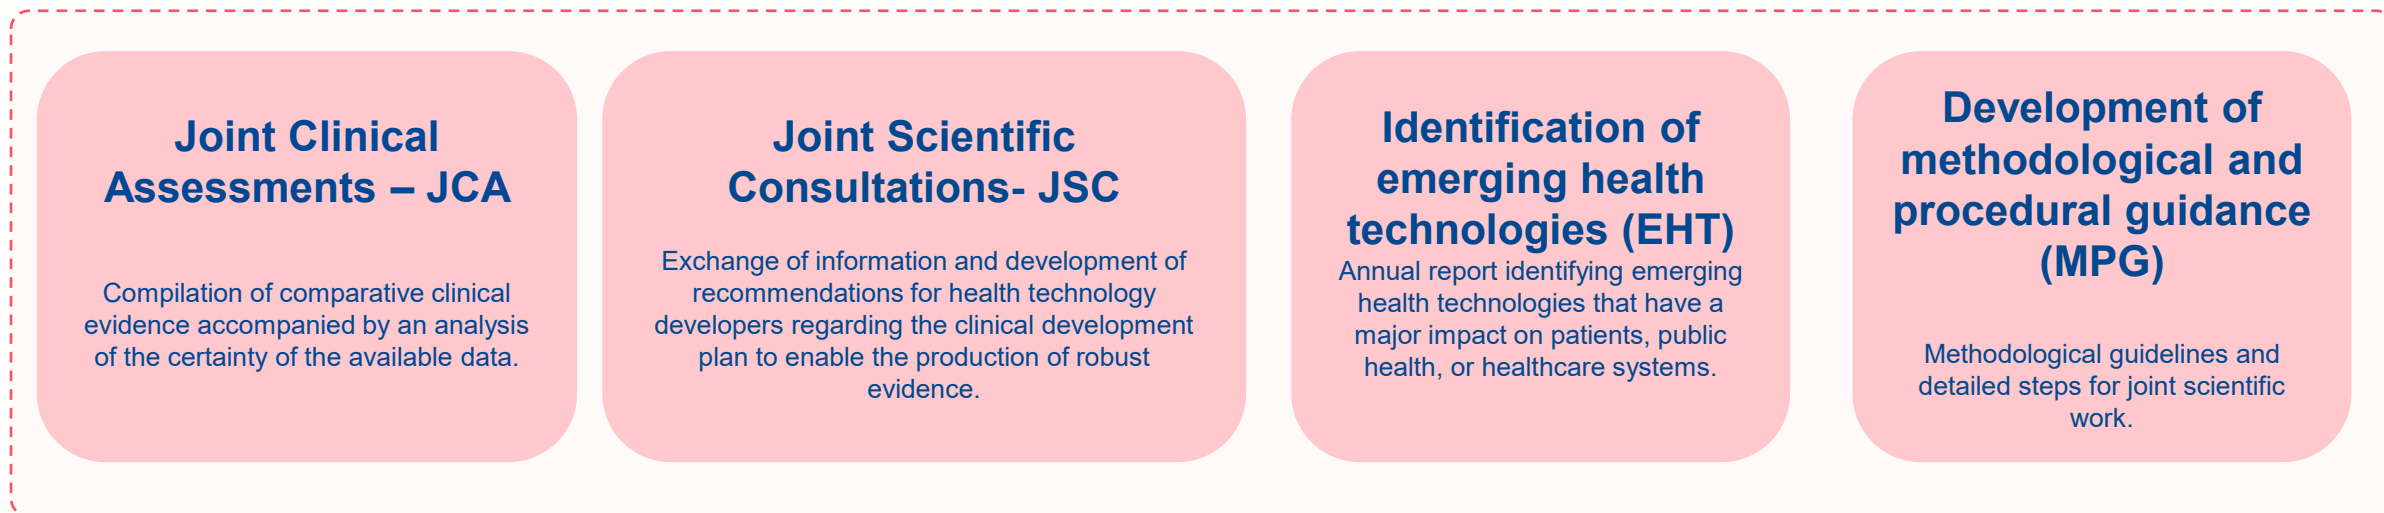 Joint Clinical
Assessments – JCA
Compilation of comparative clinical
evidence accompanied by an analysis
of the certainty of the available data.
Joint Scientific
Consultations- JSC
Exchange of information and development of
recommendations for health technology
developers regarding the clinical development
plan to enable the production of robust
evidence.
Identification of
emerging health
technologies (EHT)
Annual report identifying emerging
health technologies that have a
major impact on patients, public
health, or healthcare systems.
Development of
methodological and
procedural guidance
(MPG)
Methodological guidelines and
detailed steps for joint scientific
work.